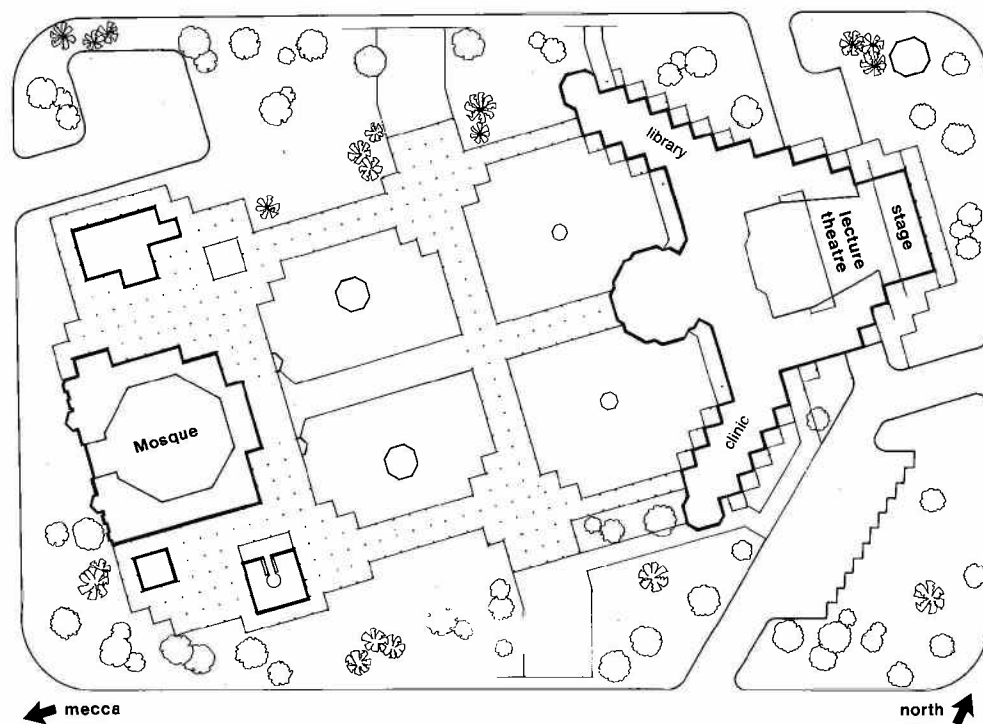 library
lecture
theatre
stage
clinic
Mosque
mecca
north